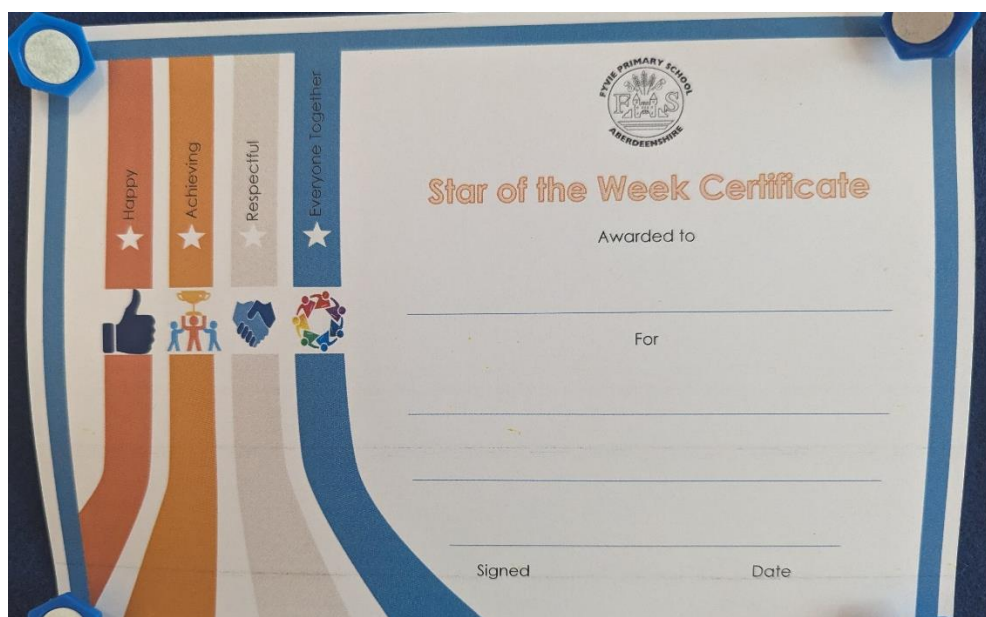 Happy
Achieving
Respectful
Everyone Together
FYVIE PRIMARY SCHOOL
F S
ABERDEENSHIRE
Star of the Week Certificate
Awarded to
For
Signed Date